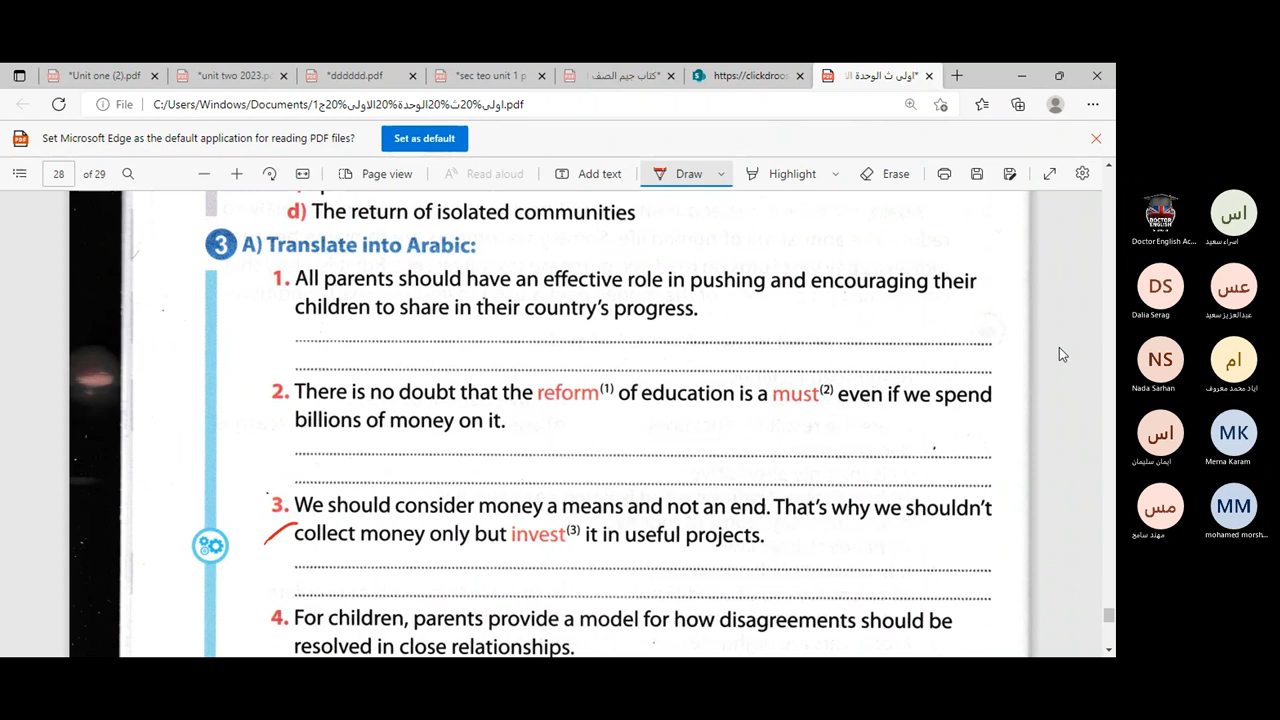 *Unit one (2).pdf
*unit two 2023.pd
*dddddd.pdf
*sec teo unit 1 p
*كتاب جيم الصف ا
https://clickdroos
*اولى ث الوحدة الا
File
C:/Users/Windows/Documents/1اولى%20ث%20الوحدة%20الاولى%20ج.pdf
Set Microsoft Edge as the default application for reading PDF files?
Set as default
28 of 29
Page view
Read aloud
Add text
Draw
Highlight
Erase
d) The return of isolated communities
3 A) Translate into Arabic:
1. All parents should have an effective role in pushing and encouraging their
children to share in their country's progress.
2. There is no doubt that the reform(1) of education is a must(2) even if we spend
billions of money on it.
3. We should consider money a means and not an end. That's why we shouldn't
collect money only but invest(3) it in useful projects.
4. For children, parents provide a model for how disagreements should be
resolved in close relationships.
DOCTOR ENGLISH
Doctor English Ac...
اس
اسراء سعيد
DS
Dalia Serag
عس
عبدالعزيز سعيد
NS
Nada Sarhan
ام
اياد محمد معروف
اس
ايمان سليمان
MK
Merna Karam
مس
مهند سامح
MM
mohamed morsh...